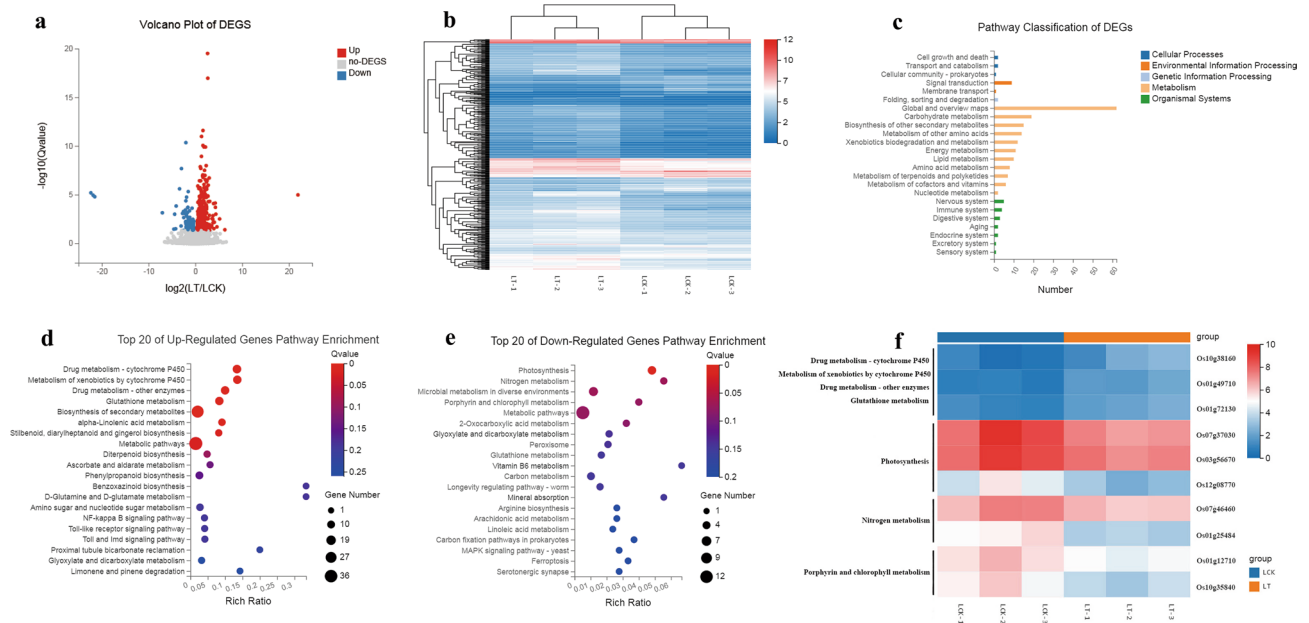 a
Volcano Plot of DEGS
20
15
10
5
0
-log10(Qvalue)
-20
-10
0
10
20
log2(LT/LCK)
Up
no-DEGS
Down
b
12
10
7
5
2
0
LT-1
LT-2
LT-3
LCK-1
LCK-2
LCK-3
c
Pathway Classification of DEGs
Cell growth and death
Transport and catabolism
Cellular community - prokaryotes
Signal transduction
Membrane transport
Folding, sorting and degradation
Global and overview maps
Carbohydrate metabolism
Biosynthesis of other secondary metabolites
Metabolism of other amino acids
Xenobiotics biodegradation and metabolism
Energy metabolism
Lipid metabolism
Amino acid metabolism
Metabolism of terpenoids and polyketides
Metabolism of cofactors and vitamins
Nucleotide metabolism
Nervous system
Immune system
Digestive system
Aging
Endocrine system
Excretory system
Sensory system
0
10
20
30
40
50
60
Number
Cellular Processes
Environmental Information Processing
Genetic Information Processing
Metabolism
Organismal Systems
d
Top 20 of Up-Regulated Genes Pathway Enrichment
Drug metabolism - cytochrome P450
Metabolism of xenobiotics by cytochrome P450
Drug metabolism - other enzymes
Glutathione metabolism
Biosynthesis of secondary metabolites
alpha-Linolenic acid metabolism
Stilbenoid, diarylheptanoid and gingerol biosynthesis
Metabolic pathways
Diterpenoid biosynthesis
Ascorbate and aldarate metabolism
Phenylpropanoid biosynthesis
Benzoxazinoid biosynthesis
D-Glutamine and D-glutamate metabolism
Amino sugar and nucleotide sugar metabolism
NF-kappa B signaling pathway
Toll-like receptor signaling pathway
Toll and Imd signaling pathway
Proximal tubule bicarbonate reclamation
Glyoxylate and dicarboxylate metabolism
Limonene and pinene degradation
0
0.05
0.1
0.15
0.2
0.25
0.3
Rich Ratio
Qvalue
0
0.05
0.1
0.15
0.2
0.25
Gene Number
1
10
19
27
36
e
Top 20 of Down-Regulated Genes Pathway Enrichment
Photosynthesis
Nitrogen metabolism
Microbial metabolism in diverse environments
Porphyrin and chlorophyll metabolism
Metabolic pathways
2-Oxocarboxylic acid metabolism
Glyoxylate and dicarboxylate metabolism
Peroxisome
Glutathione metabolism
Vitamin B6 metabolism
Carbon metabolism
Longevity regulating pathway - worm
Mineral absorption
Arginine biosynthesis
Arachidonic acid metabolism
Linoleic acid metabolism
Carbon fixation pathways in prokaryotes
MAPK signaling pathway - yeast
Ferroptosis
Serotonergic synapse
0
0.01
0.02
0.03
0.04
0.05
0.06
Rich Ratio
Qvalue
0
0.05
0.1
0.15
0.2
Gene Number
1
4
7
9
12
f
group
Drug metabolism - cytochrome P450
Metabolism of xenobiotics by cytochrome P450
Drug metabolism - other enzymes
Glutathione metabolism
Photosynthesis
Nitrogen metabolism
Porphyrin and chlorophyll metabolism
Os10g38160
Os01g49710
Os01g72130
Os07g37030
Os03g56670
Os12g08770
Os07g46460
Os01g25484
Os01g12710
Os10g35840
LCK-1
LCK-2
LCK-3
LT-1
LT-2
LT-3
10
8
6
4
2
0
group
LCK
LT